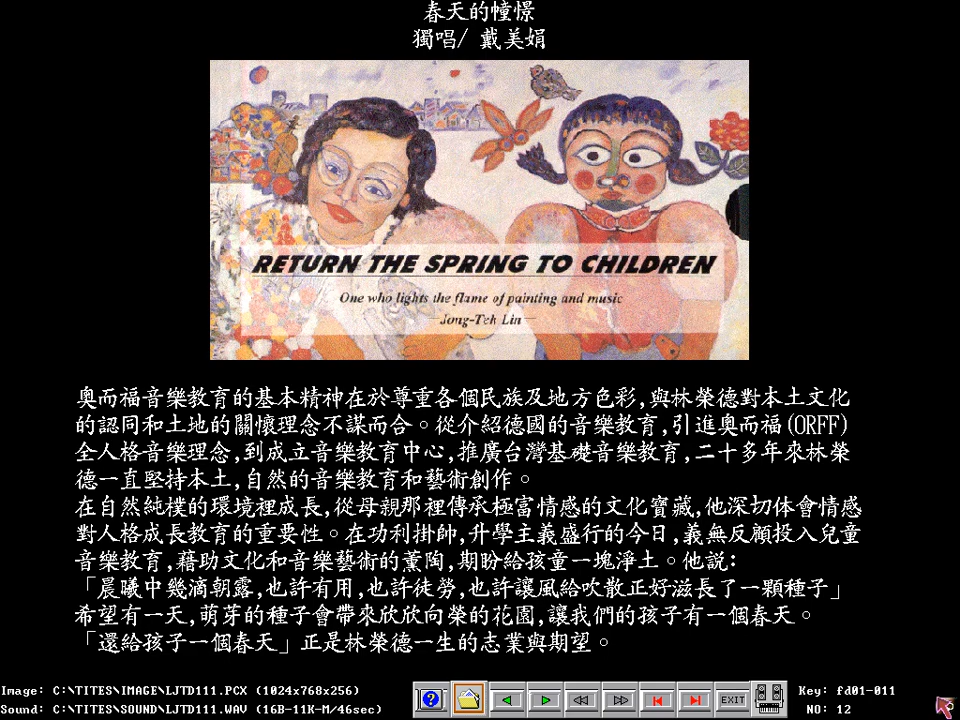 春天的憧憬
獨唱/ 戴美娟
RETURN THE SPRING TO CHILDREN
One who lights the flame of painting and music
—Jong-Teh Lin—
奧而福音樂教育的基本精神在於尊重各個民族及地方色彩,與林榮德對本土文化
的認同和土地的關懷理念不謀而合。從介紹德國的音樂教育,引進奧而福(ORFF)
全人格音樂理念,到成立音樂教育中心,推廣台灣基礎音樂教育,二十多年來林榮
德一直堅持本土,自然的音樂教育和藝術創作。
在自然純樸的環境裡成長,從母親那裡傳承極富情感的文化寶藏,他深切体會情感
對人格成長教育的重要性。在功利掛帥,升學主義盛行的今日,義無反顧投入兒童
音樂教育,藉助文化和音樂藝術的薰陶,期盼給孩童一塊淨土。他説:
「晨曦中幾滴朝露,也許有用,也許徒勞,也許讓風給吹散正好滋長了一顆種子」
希望有一天,萌芽的種子會帶來欣欣向榮的花園,讓我們的孩子有一個春天。
「還給孩子一個春天」正是林榮德一生的志業與期望。
Image: C:\TITES\IMAGE\LJTD111.PCX (1024x768x256)
Sound: C:\TITES\SOUND\LJTD111.WAV (16B-11K-M/46sec)
EXIT
Key: fd01-011
NO: 12